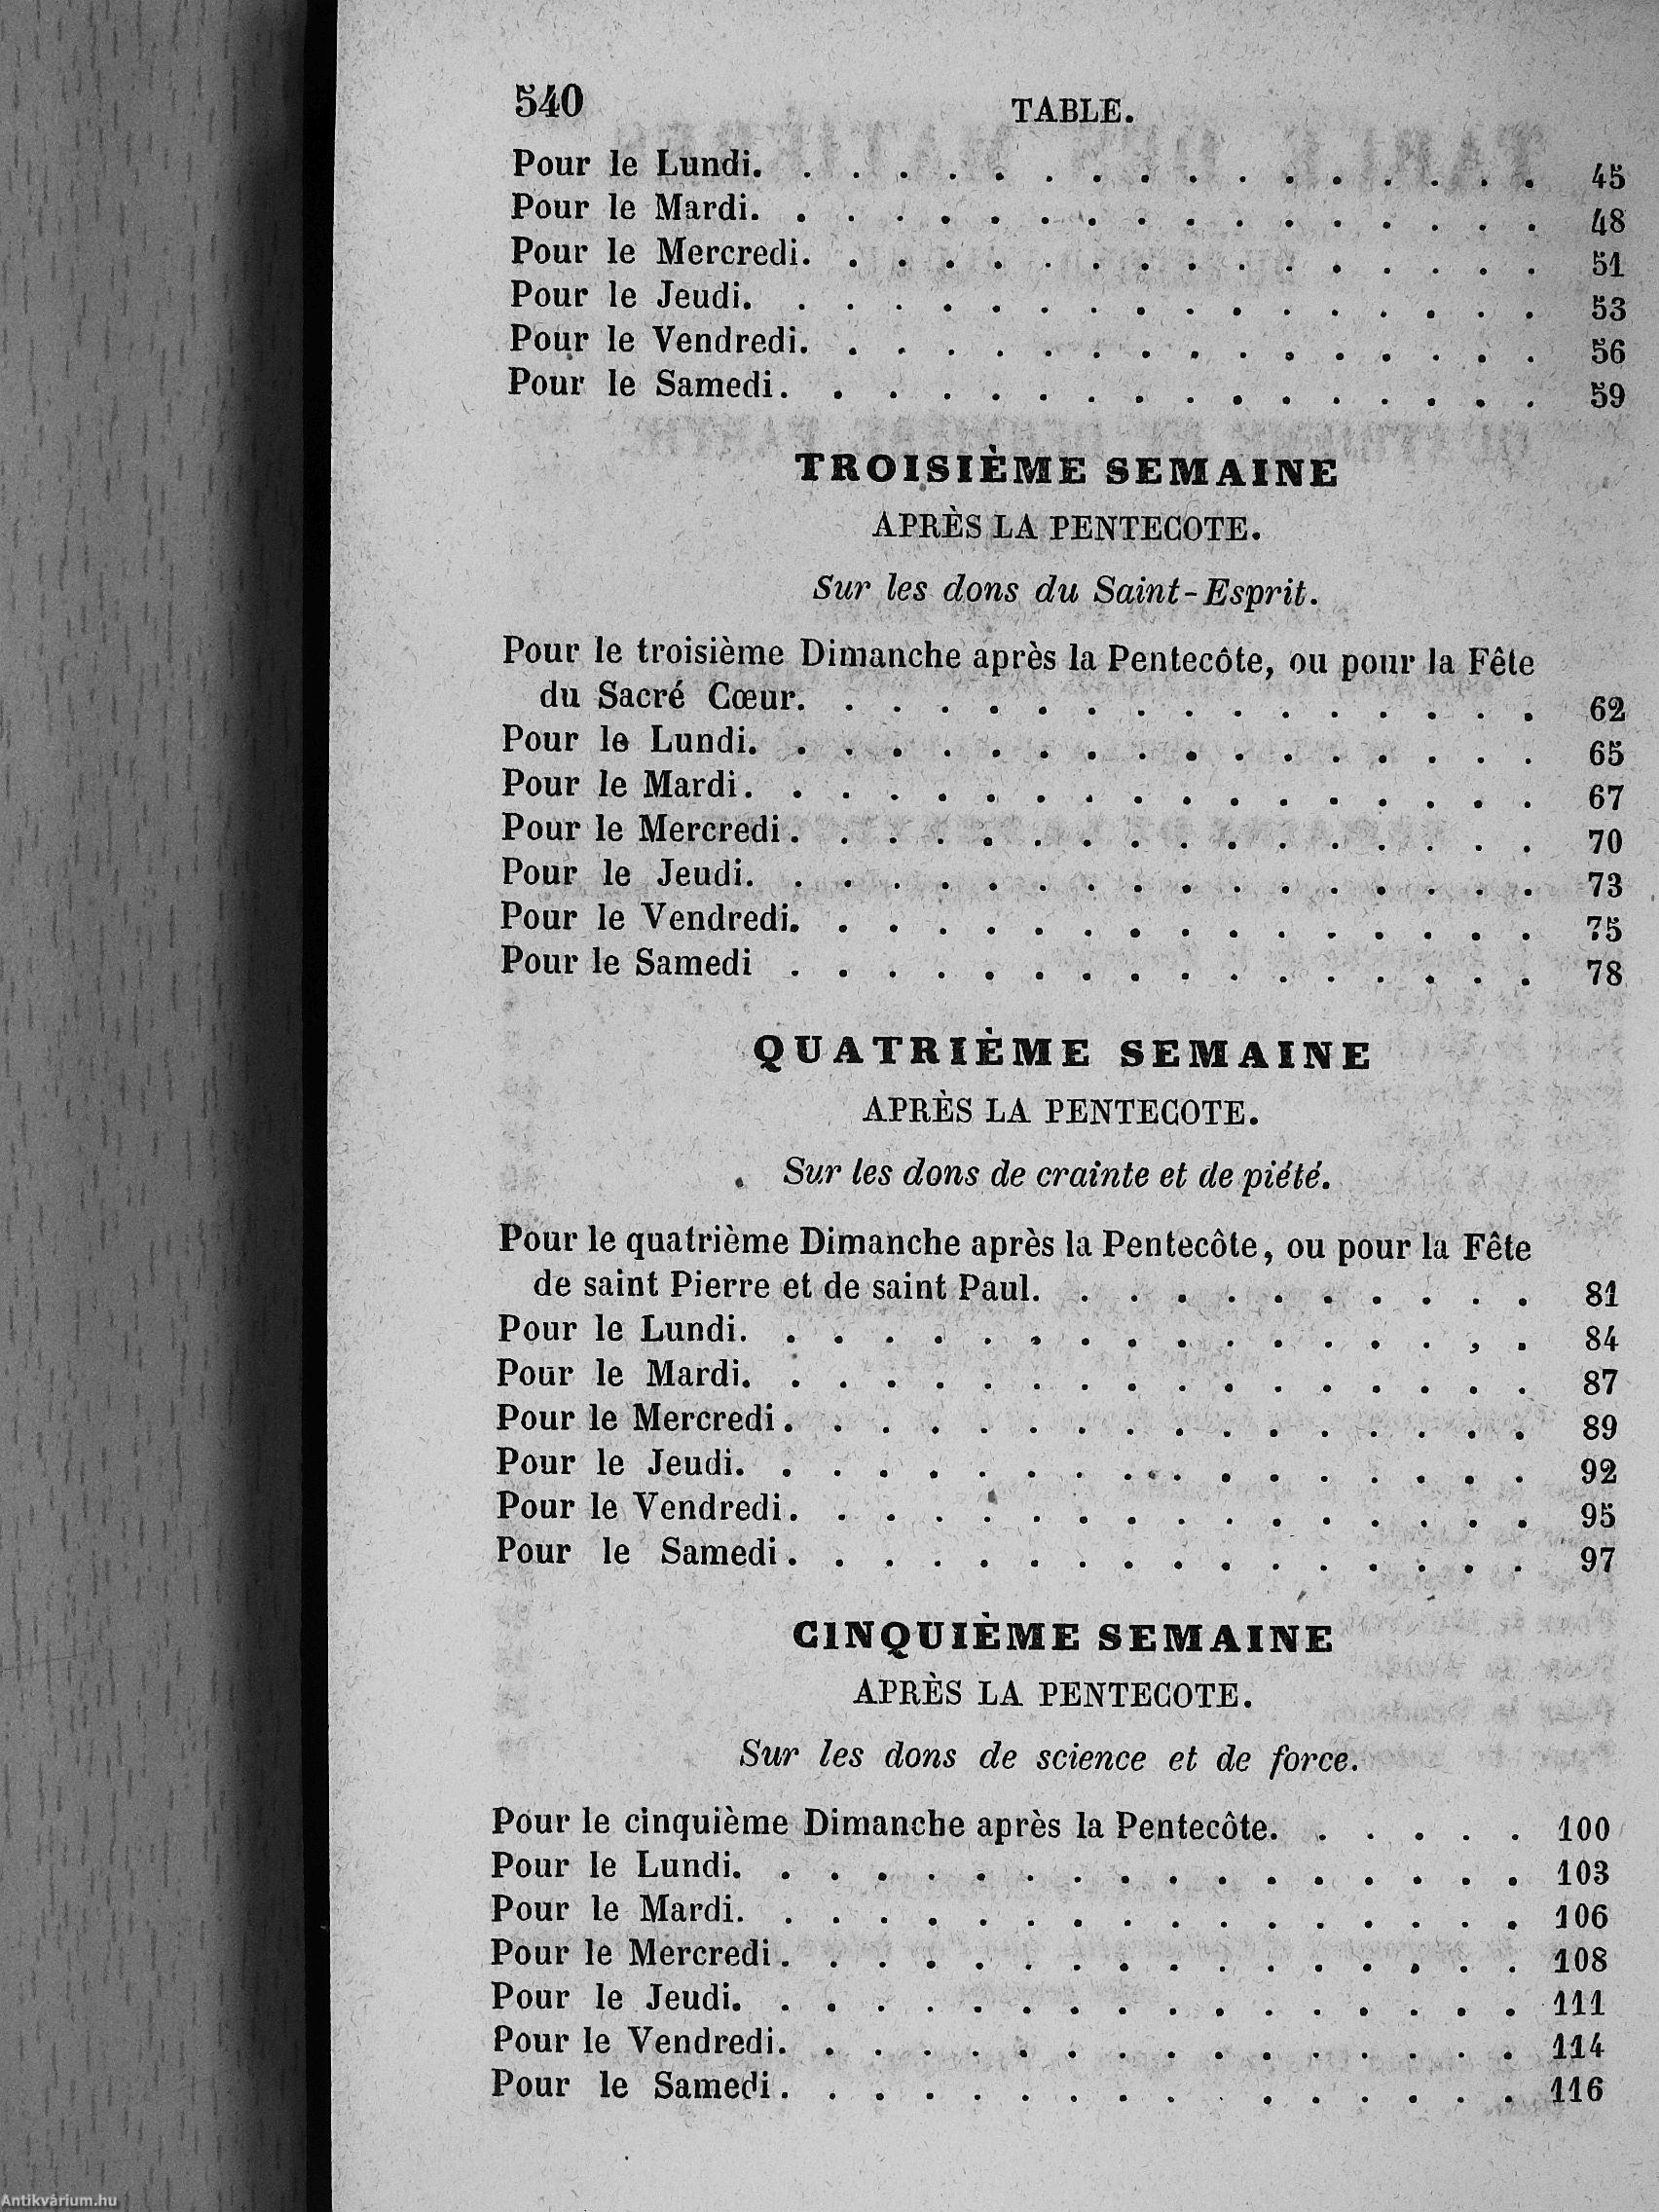 540 TABLE.
Pour le Lundi. . . . . . . . . . . . . . . . . 45
Pour le Mardi. . . . . . . . . . . . . . . . . 48
Pour le Mercredi. . . . . . . . . . . . . . . . 51
Pour le Jeudi. . . . . . . . . . . . . . . . . 53
Pour le Vendredi. . . . . . . . . . . . . . . . 56
Pour le Samedi. . . . . . . . . . . . . . . . 59
TROISIÈME SEMAINE
APRÈS LA PENTECOTE.
Sur les dons du Saint-Esprit.
Pour le troisième Dimanche après la Pentecôte, ou pour la Fête
du Sacré Cœur. . . . . . . . . . . . . . . . 62
Pour le Lundi. . . . . . . . . . . . . . . . . 65
Pour le Mardi. . . . . . . . . . . . . . . . . 67
Pour le Mercredi. . . . . . . . . . . . . . . . 70
Pour le Jeudi. . . . . . . . . . . . . . . . . 73
Pour le Vendredi. . . . . . . . . . . . . . . . 75
Pour le Samedi . . . . . . . . . . . . . . . . 78
QUATRIÈME SEMAINE
APRÈS LA PENTECOTE.
Sur les dons de crainte et de piété.
Pour le quatrième Dimanche après la Pentecôte, ou pour la Fête
de saint Pierre et de saint Paul. . . . . . . . . . . 81
Pour le Lundi. . . . . . . . . . . . . . . . . 84
Pour le Mardi. . . . . . . . . . . . . . . . . 87
Pour le Mercredi. . . . . . . . . . . . . . . . 89
Pour le Jeudi. . . . . . . . . . . . . . . . . 92
Pour le Vendredi. . . . . . . . . . . . . . . . 95
Pour le Samedi. . . . . . . . . . . . . . . . 97
CINQUIÈME SEMAINE
APRÈS LA PENTECOTE.
Sur les dons de science et de force.
Pour le cinquième Dimanche après la Pentecôte. . . . . . 100
Pour le Lundi. . . . . . . . . . . . . . . . . 103
Pour le Mardi. . . . . . . . . . . . . . . . . 106
Pour le Mercredi. . . . . . . . . . . . . . . . 108
Pour le Jeudi. . . . . . . . . . . . . . . . . 111
Pour le Vendredi. . . . . . . . . . . . . . . . 114
Pour le Samedi. . . . . . . . . . . . . . . . 116
Antikvárium.hu